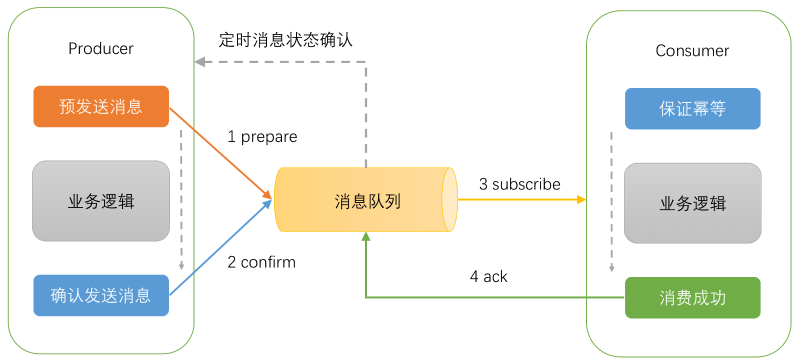 Producer
预发送消息
业务逻辑
确认发送消息
定时消息状态确认
1 prepare
消息队列
2 confirm
3 subscribe
4 ack
Consumer
保证幂等
业务逻辑
消费成功